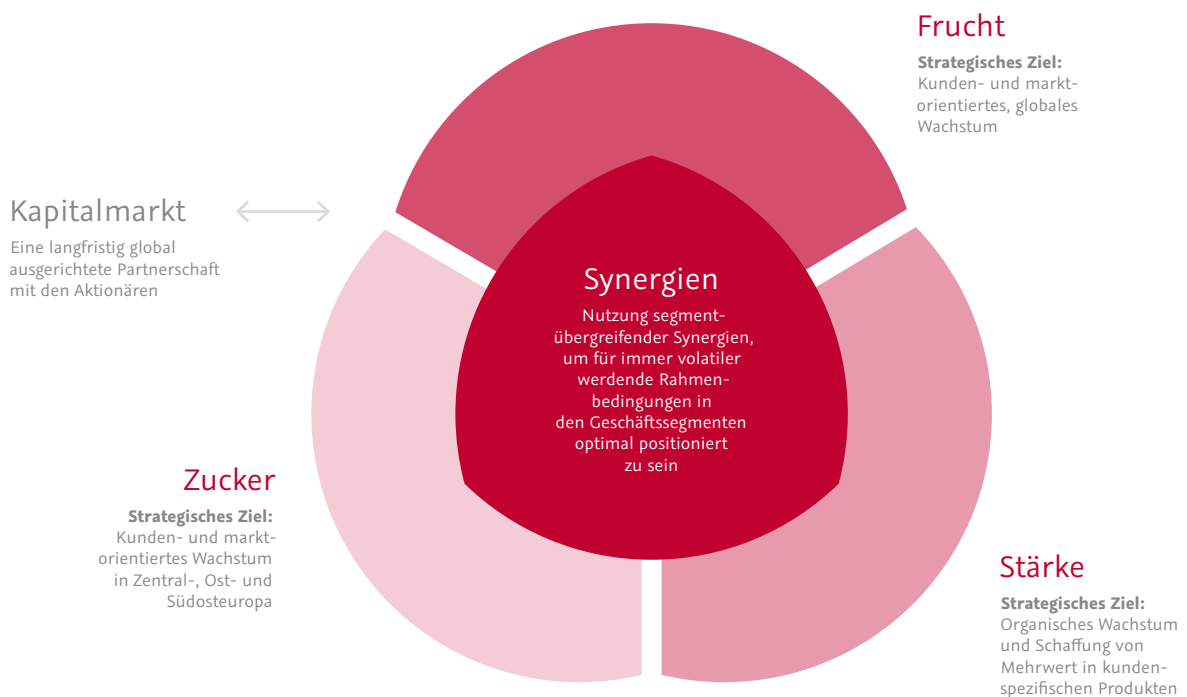 Frucht
Strategisches Ziel:
Kunden- und markt-
orientiertes, globales
Wachstum
Kapitalmarkt
Eine langfristig global
ausgerichtete Partnerschaft
mit den Aktionären
Synergien
Nutzung segment-
übergreifender Synergien,
um für immer volatiler
werdende Rahmen-
bedingungen in
den Geschäftssegmenten
optimal positioniert
zu sein
Zucker
Strategisches Ziel:
Kunden- und markt-
orientiertes Wachstum
in Zentral-, Ost- und
Südosteuropa
Stärke
Strategisches Ziel:
Organisches Wachstum
und Schaffung von
Mehrwert in kunden-
spezifischen Produkten